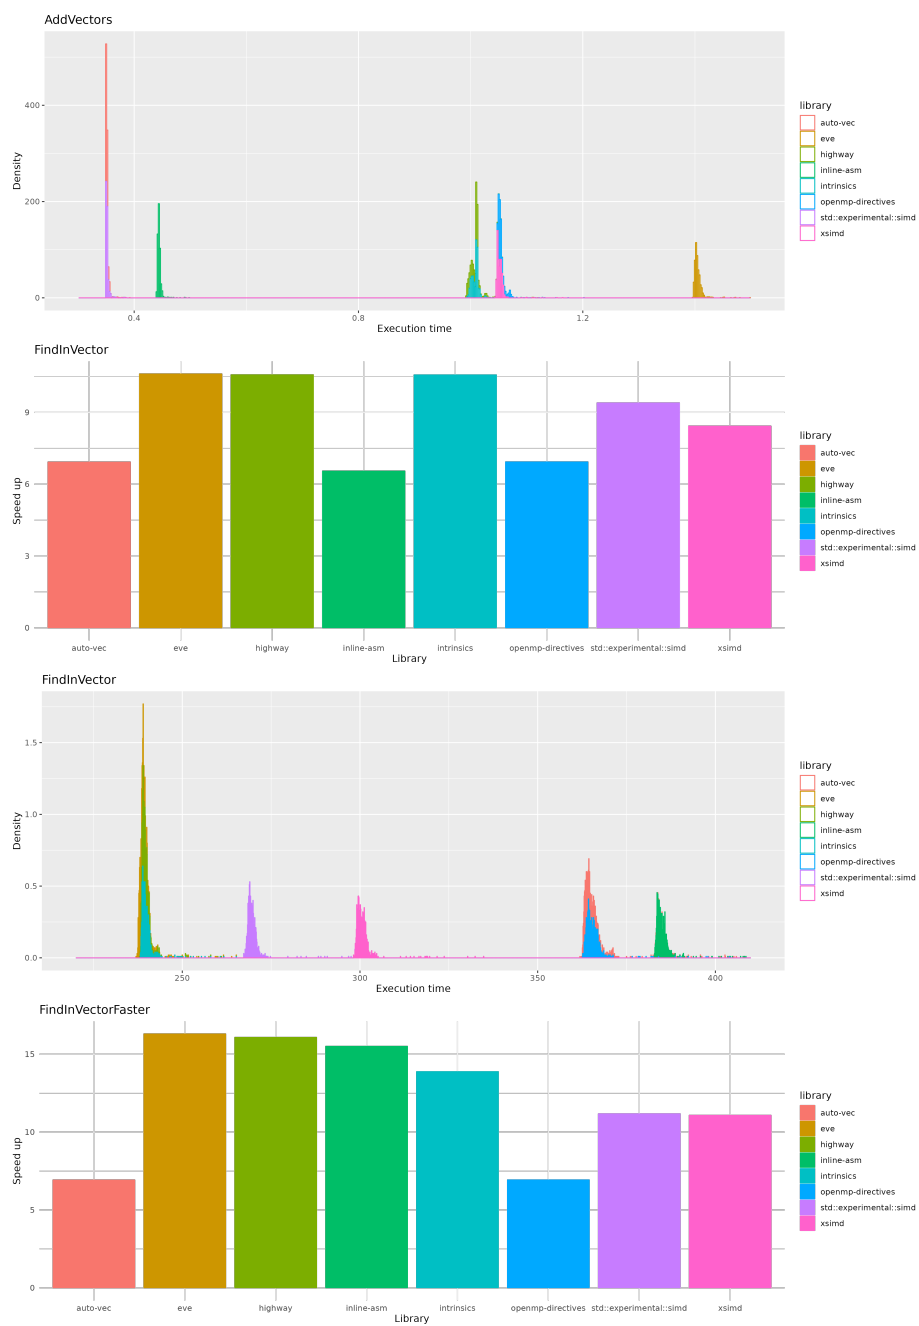 AddVectors
400
200
0
Density
0.4
0.8
1.2
Execution time
library
auto-vec
eve
highway
inline-asm
intrinsics
openmp-directives
std::experimental::simd
xsimd
FindInVector
9
6
3
0
Speed up
auto-vec
eve
highway
inline-asm
intrinsics
openmp-directives
std::experimental::simd
xsimd
Library
library
auto-vec
eve
highway
inline-asm
intrinsics
openmp-directives
std::experimental::simd
xsimd
FindInVector
1.5
1.0
0.5
0.0
Density
250
300
350
400
Execution time
library
auto-vec
eve
highway
inline-asm
intrinsics
openmp-directives
std::experimental::simd
xsimd
FindInVectorFaster
15
10
5
0
Speed up
auto-vec
eve
highway
inline-asm
intrinsics
openmp-directives
std::experimental::simd
xsimd
Library
library
auto-vec
eve
highway
inline-asm
intrinsics
openmp-directives
std::experimental::simd
xsimd